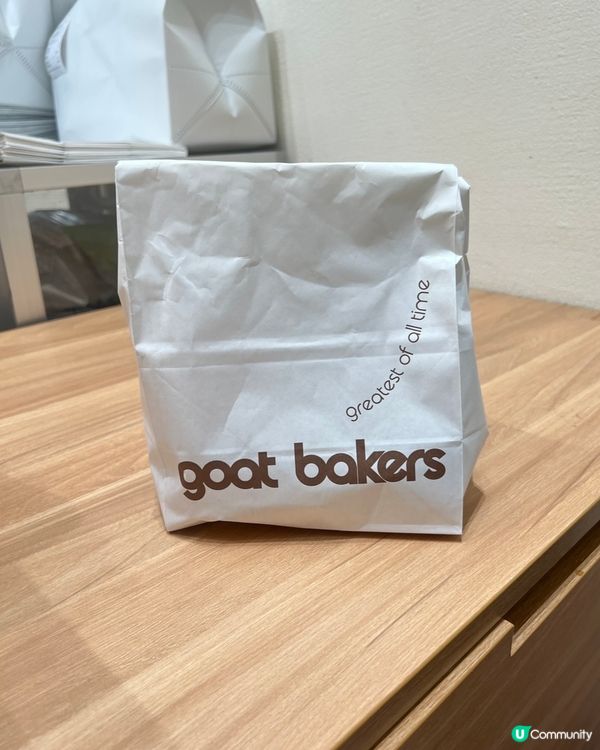 greatest of all time
goat bakers
U Community